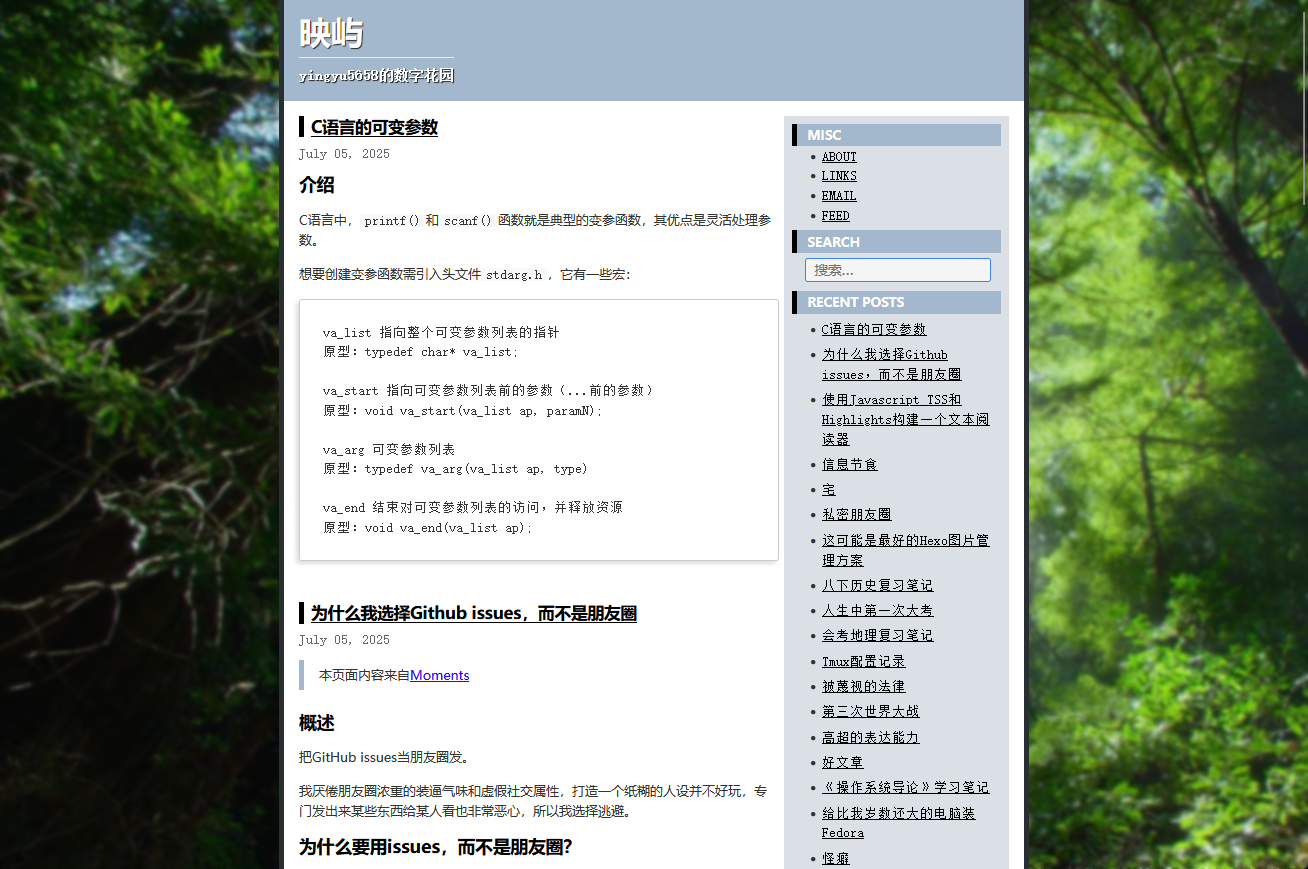 映屿
yingyu5658的数字花园
C语言的可变参数
July 05, 2025
介绍
C语言中， printf() 和 scanf() 函数就是典型的变参函数，其优点是灵活处理参
数。
想要创建变参函数需引入头文件 stdarg.h ，它有一些宏：
va_list 指向整个可变参数列表的指针
原型：typedef char* va_list;
va_start 指向可变参数列表前的参数（...前的参数）
原型：void va_start(va_list ap, paramN);
va_arg 可变参数列表
原型：typedef va_arg(va_list ap, type)
va_end 结束对可变参数列表的访问，并释放资源
原型：void va_end(va_list ap);
为什么我选择Github issues，而不是朋友圈
July 05, 2025
本页面内容来自Moments
概述
把GitHub issues当朋友圈发。
我厌倦朋友圈浓重的装逼气味和虚假社交属性，打造一个纸糊的人设并不好玩，专
门发出来某些东西给某人看也非常恶心，所以我选择逃避。
为什么要用issues，而不是朋友圈？
MISC
ABOUT
LINKS
EMAIL
FEED
SEARCH
搜索...
RECENT POSTS
C语言的可变参数
为什么我选择Github
issues，而不是朋友圈
使用Javascript TSS和
Highlights构建一个文本阅
读器
信息节食
宅
私密朋友圈
这可能是最好的Hexo图片管
理方案
八下历史复习笔记
人生中第一次大考
会考地理复习笔记
Tmux配置记录
被蔑视的法律
第三次世界大战
高超的表达能力
好文章
《操作系统导论》学习笔记
给比我岁数还大的电脑装
Fedora
怪癖